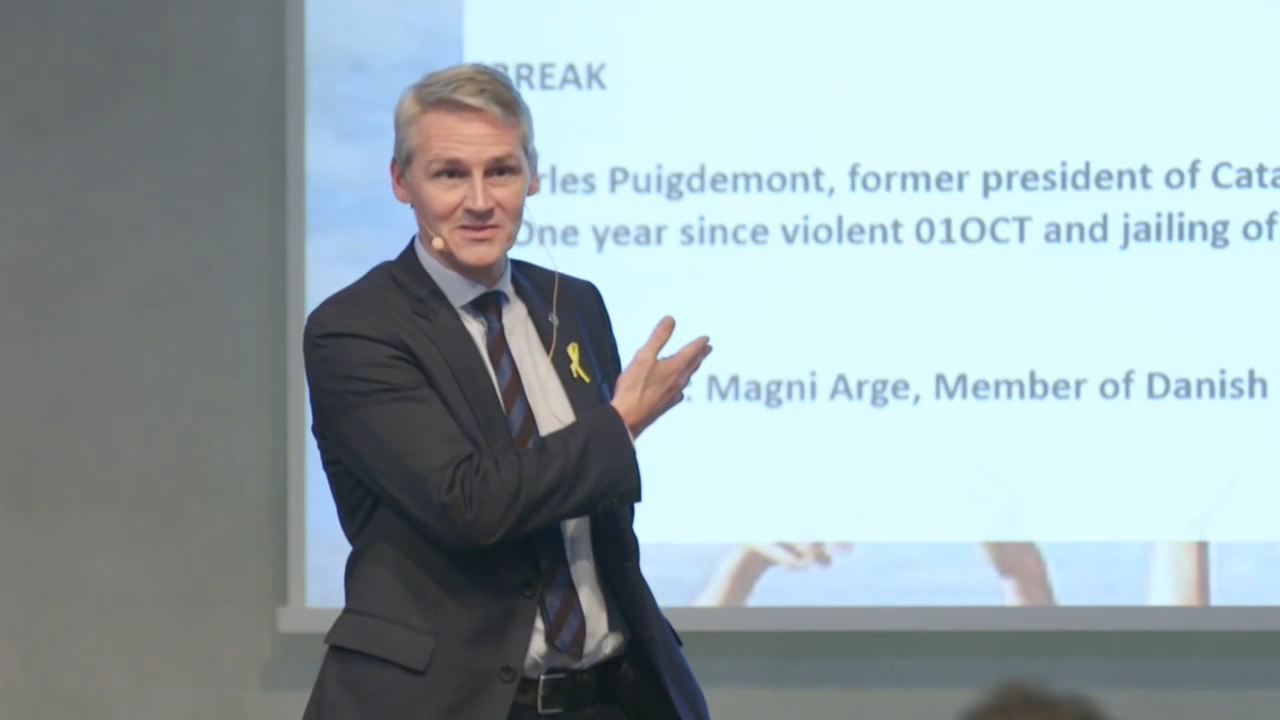 BREAK
rles Puigdemont, former president of Cata
One year since violent 01OCT and jailing of
. Magni Arge, Member of Danish